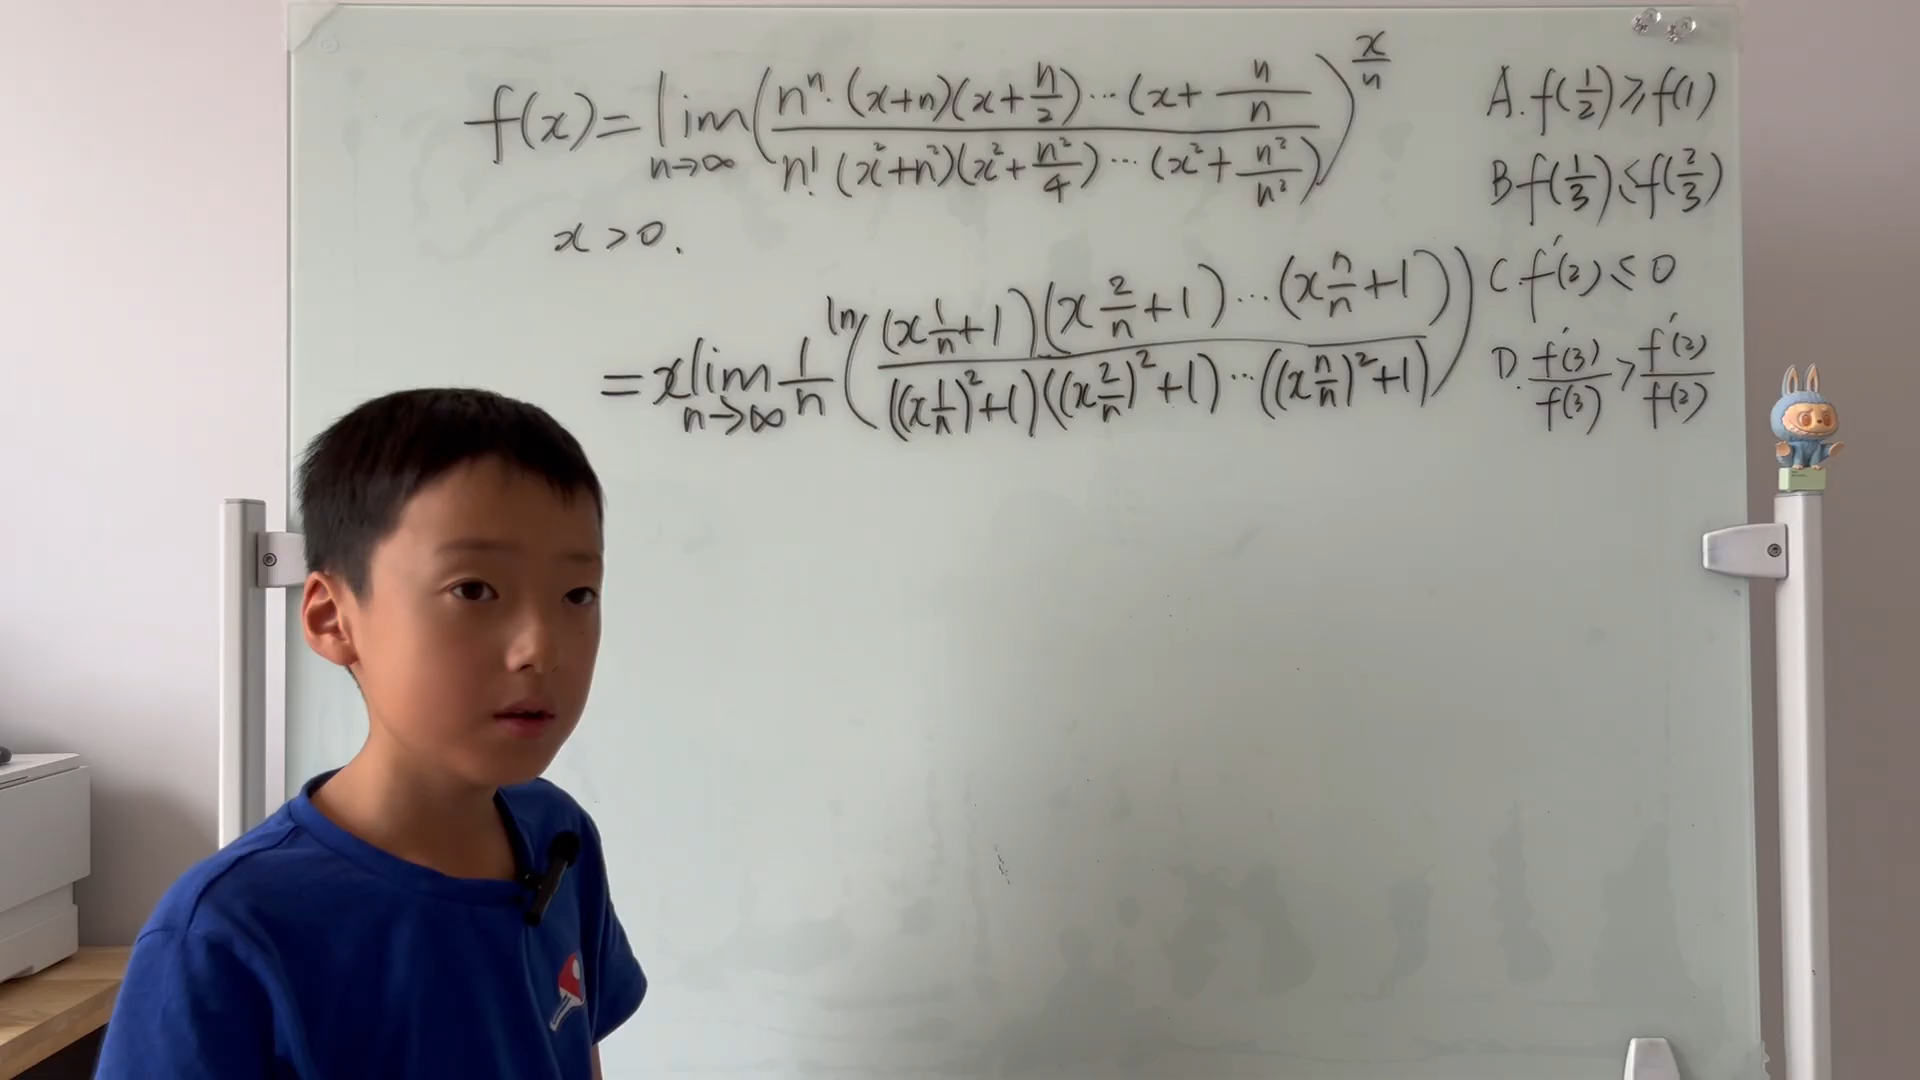 f(x)=lim n→∞ (n^n·(x+n)(x+n/2)…(x+n/n) / n!(x²+n²)(x²+n²/4)…(x²+n²/n²))^(x/n)
x>0.
=x lim n→∞ 1/n ln((x 1/n+1)(x 2/n+1)…(x n/n+1)) / ((x 1/n)²+1)((x 2/n)²+1)…((x n/n)²+1))
A.f(1/2)≥f(1)
B f(1/3)≤f(2/3)
C.f'(2)≤0
D.f'(3)/f(3)>f'(2)/f(2)